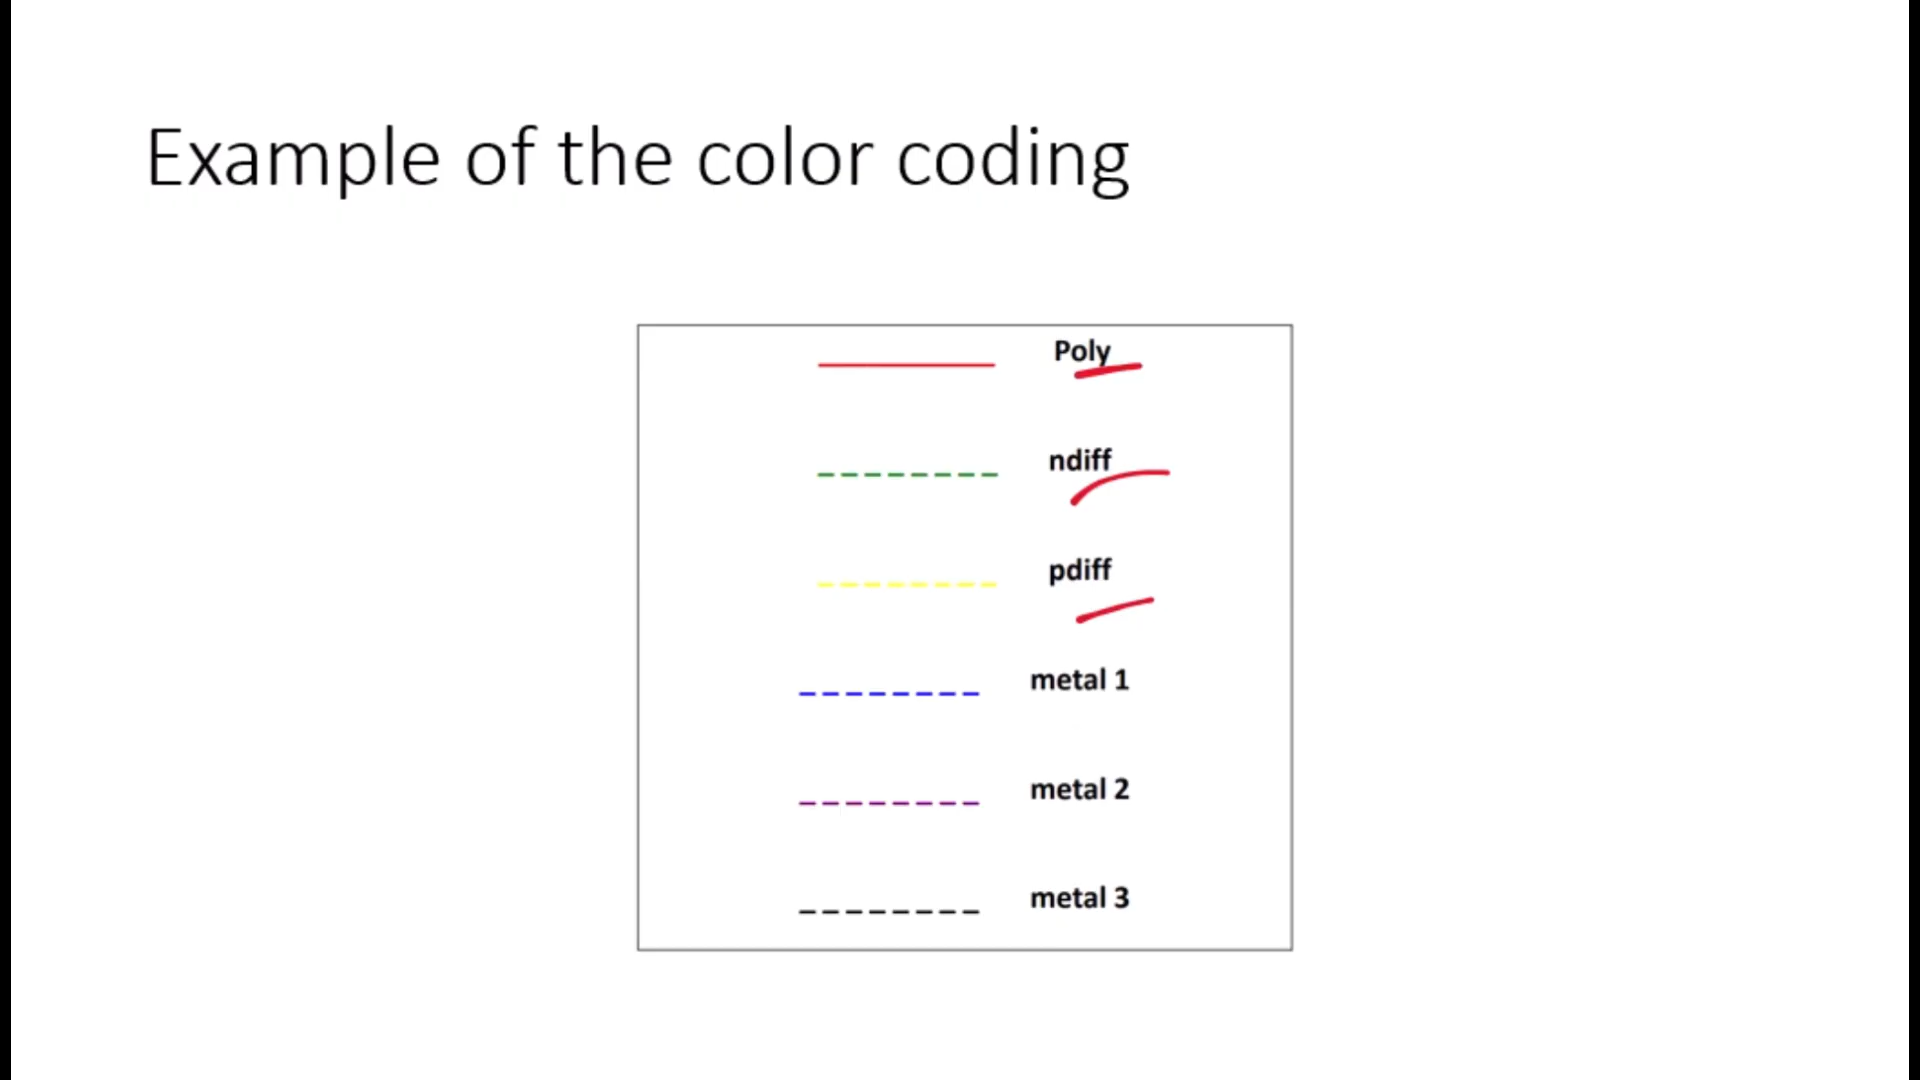 Example of the color coding
Poly
ndiff
pdiff
metal 1
metal 2
metal 3